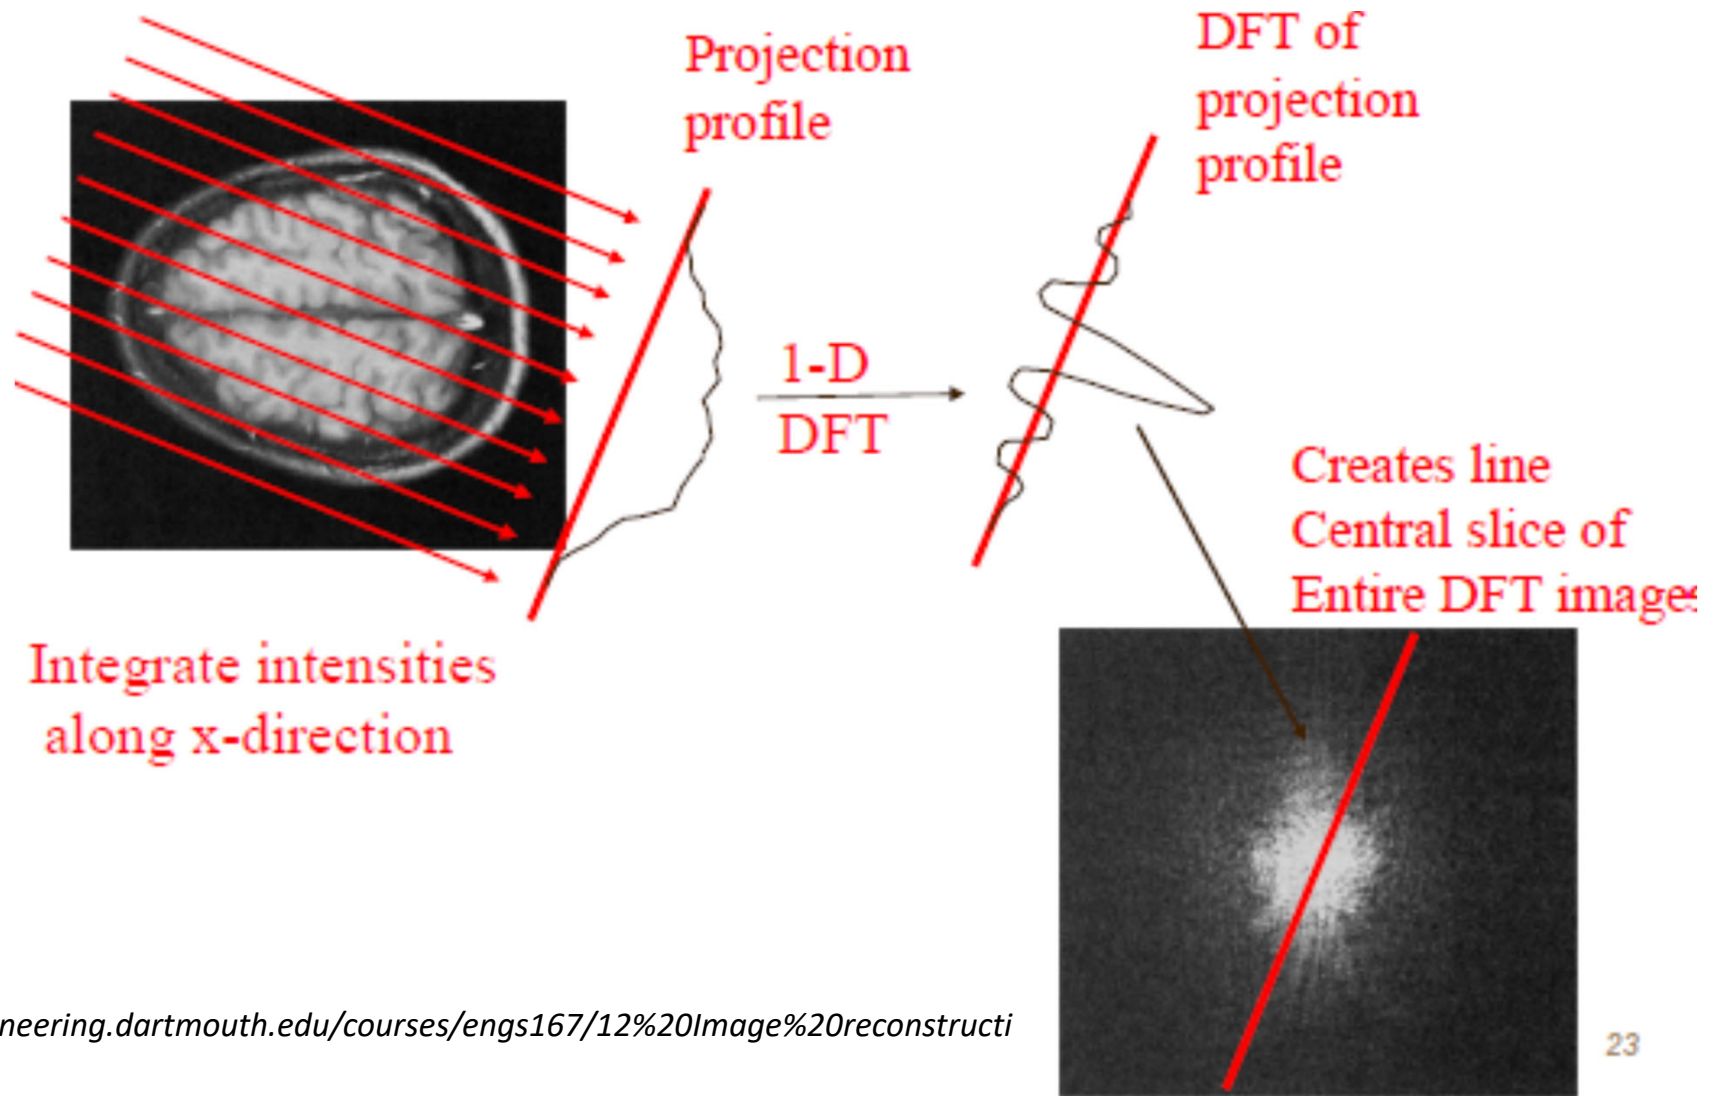 Projection
profile
DFT of
projection
profile
1-D
DFT
Creates line
Central slice of
Entire DFT images
Integrate intensities
along x-direction
neering.dartmouth.edu/courses/engs167/12%20Image%20reconstructi
23